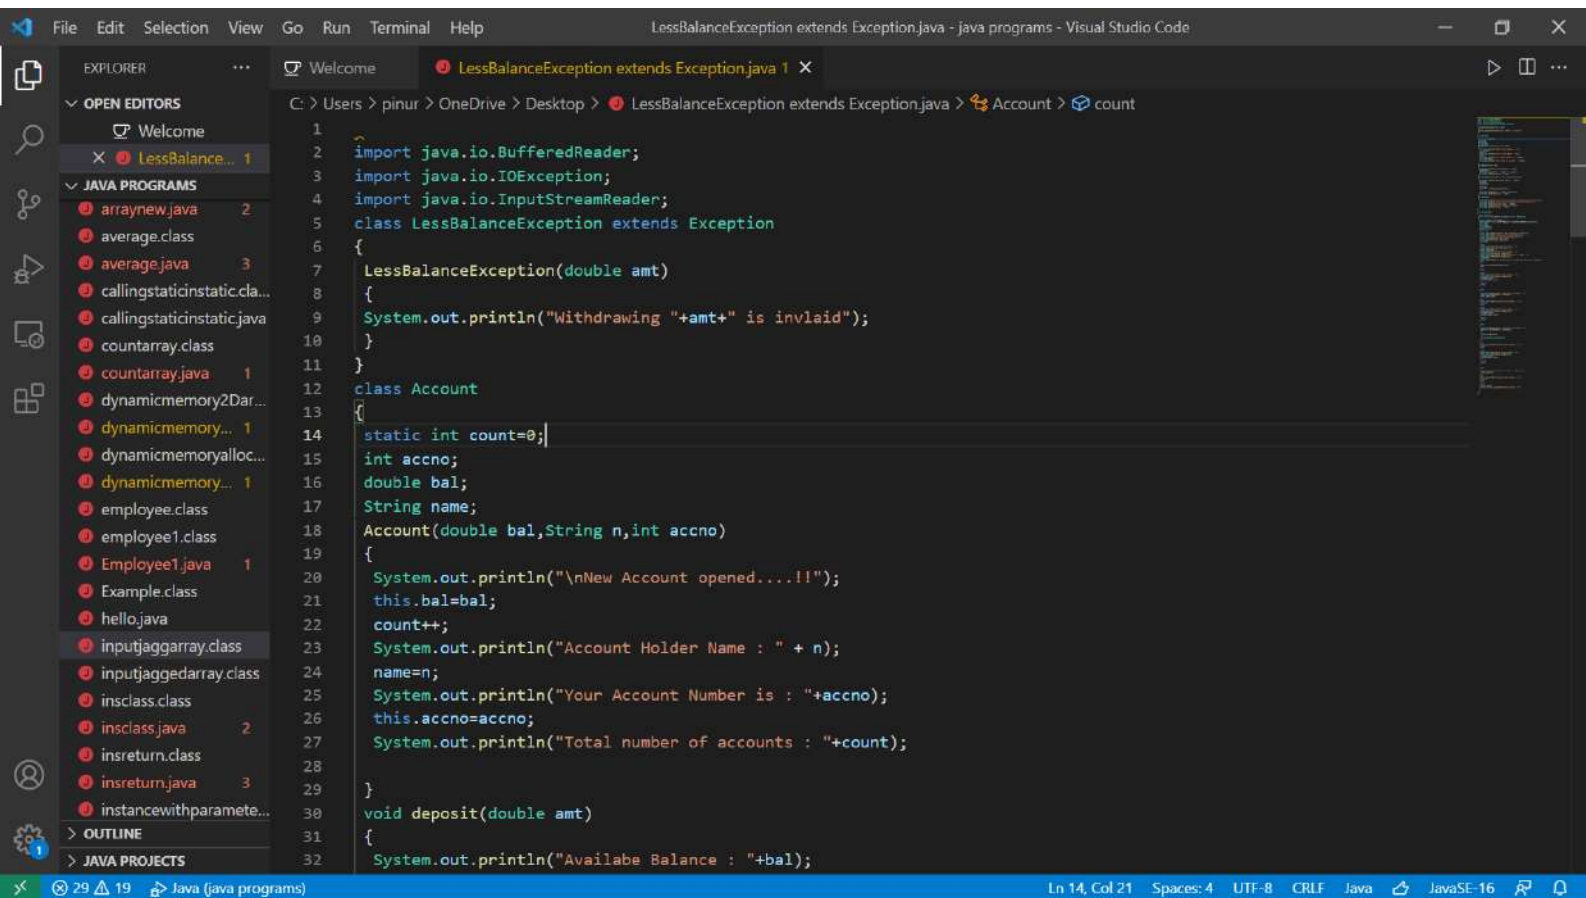 File Edit Selection View Go Run Terminal Help
LessBalanceException extends Exception.java - java programs - Visual Studio Code
EXPLORER
OPEN EDITORS
Welcome
LessBalance... 1
JAVA PROGRAMS
arraynew.java 2
average.class
average.java 3
callingstaticinstatic.cla...
callingstaticinstatic.java
countarray.class
countarray.java 1
dynamicmemory2Dar...
dynamicmemory... 1
dynamicmemoryalloc...
dynamicmemory... 1
employee.class
employee1.class
Employee1.java 1
Example.class
hello.java
inputjaggarray.class
inputjaggedarray.class
insclass.class
insclass.java 2
insreturn.class
insreturn.java 3
instancewithparamete...
OUTLINE
JAVA PROJECTS
Welcome
LessBalanceException extends Exception.java 1
C: > Users > pinur > OneDrive > Desktop > LessBalanceException extends Exception.java > Account > count
1
2 import java.io.BufferedReader;
3 import java.io.IOException;
4 import java.io.InputStreamReader;
5 class LessBalanceException extends Exception
6 {
7 LessBalanceException(double amt)
8 {
9 System.out.println("Withdrawing "+amt+" is invlaid");
10 }
11 }
12 class Account
13 {
14 static int count=0;
15 int accno;
16 double bal;
17 String name;
18 Account(double bal,String n,int accno)
19 {
20 System.out.println("\nNew Account opened....!!");
21 this.bal=bal;
22 count++;
23 System.out.println("Account Holder Name : " + n);
24 name=n;
25 System.out.println("Your Account Number is : "+accno);
26 this.accno=accno;
27 System.out.println("Total number of accounts : "+count);
28
29 }
30 void deposit(double amt)
31 {
32 System.out.println("Availabe Balance : "+bal);
1
29 19 Java (java programs)
Ln 14, Col 21 Spaces: 4 UTF-8 CRLF Java JavaSE-16